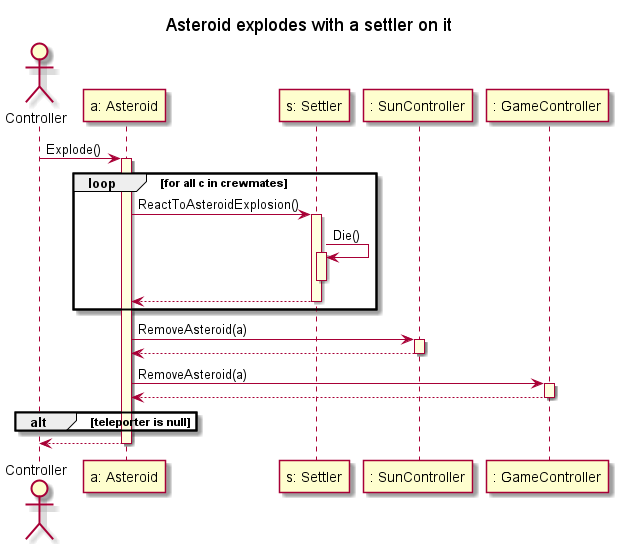 Asteroid explodes with a settler on it
Controller
a: Asteroid
s: Settler
: SunController
: GameController
Explode()
loop [for all c in crewmates]
ReactToAsteroidExplosion()
Die()
RemoveAsteroid(a)
RemoveAsteroid(a)
alt [teleporter is null]
Controller
a: Asteroid
s: Settler
: SunController
: GameController